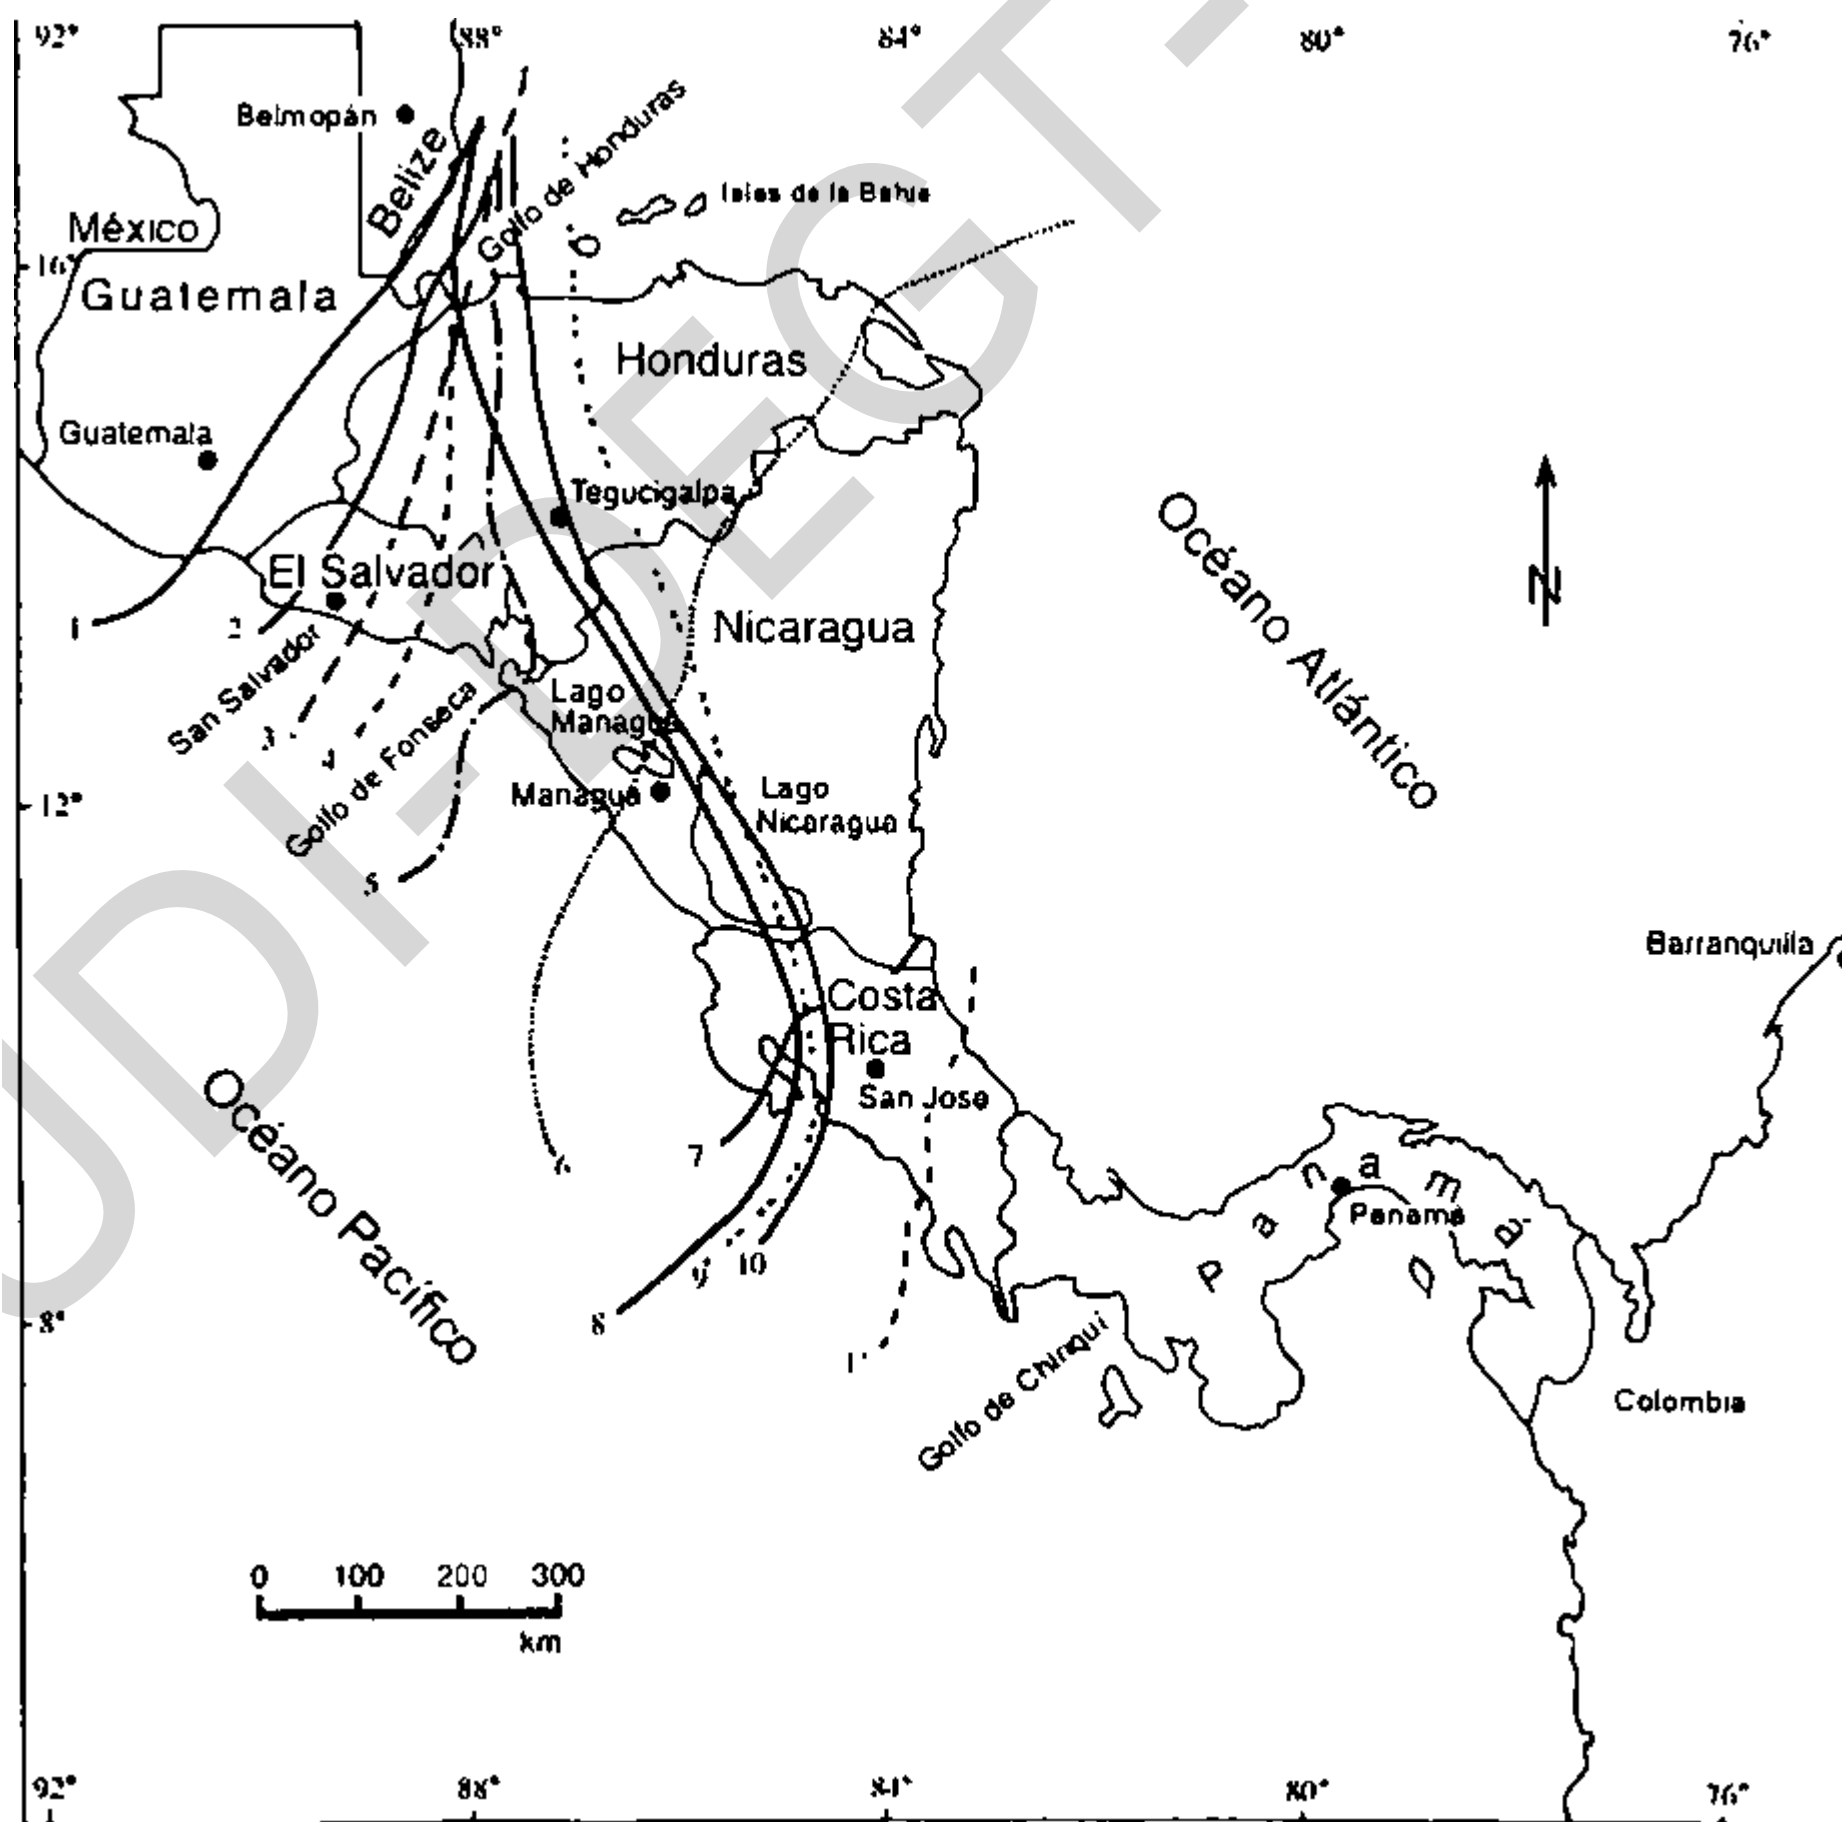 92°
88°
84°
80°
76°
Belmopán
Belize
Golfo de Honduras
Islas de la Bahia
México
16°
Guatemala
Honduras
Guatemala
Tegucigalpa
Océano Atlántico
N
El Salvador
Nicaragua
1
2
San Salvador
Lago
Managua
3
4
Golfo de Fonseca
Managua
Lago
Nicaragua
12°
5
Barranquilla
Costa
Rica
San Jose
Océano Pacífico
7
Panamá
Panamá
9
10
8
8°
Golfo de Chiriqui
Colombia
0 100 200 300
km
92°
88°
84°
80°
76°